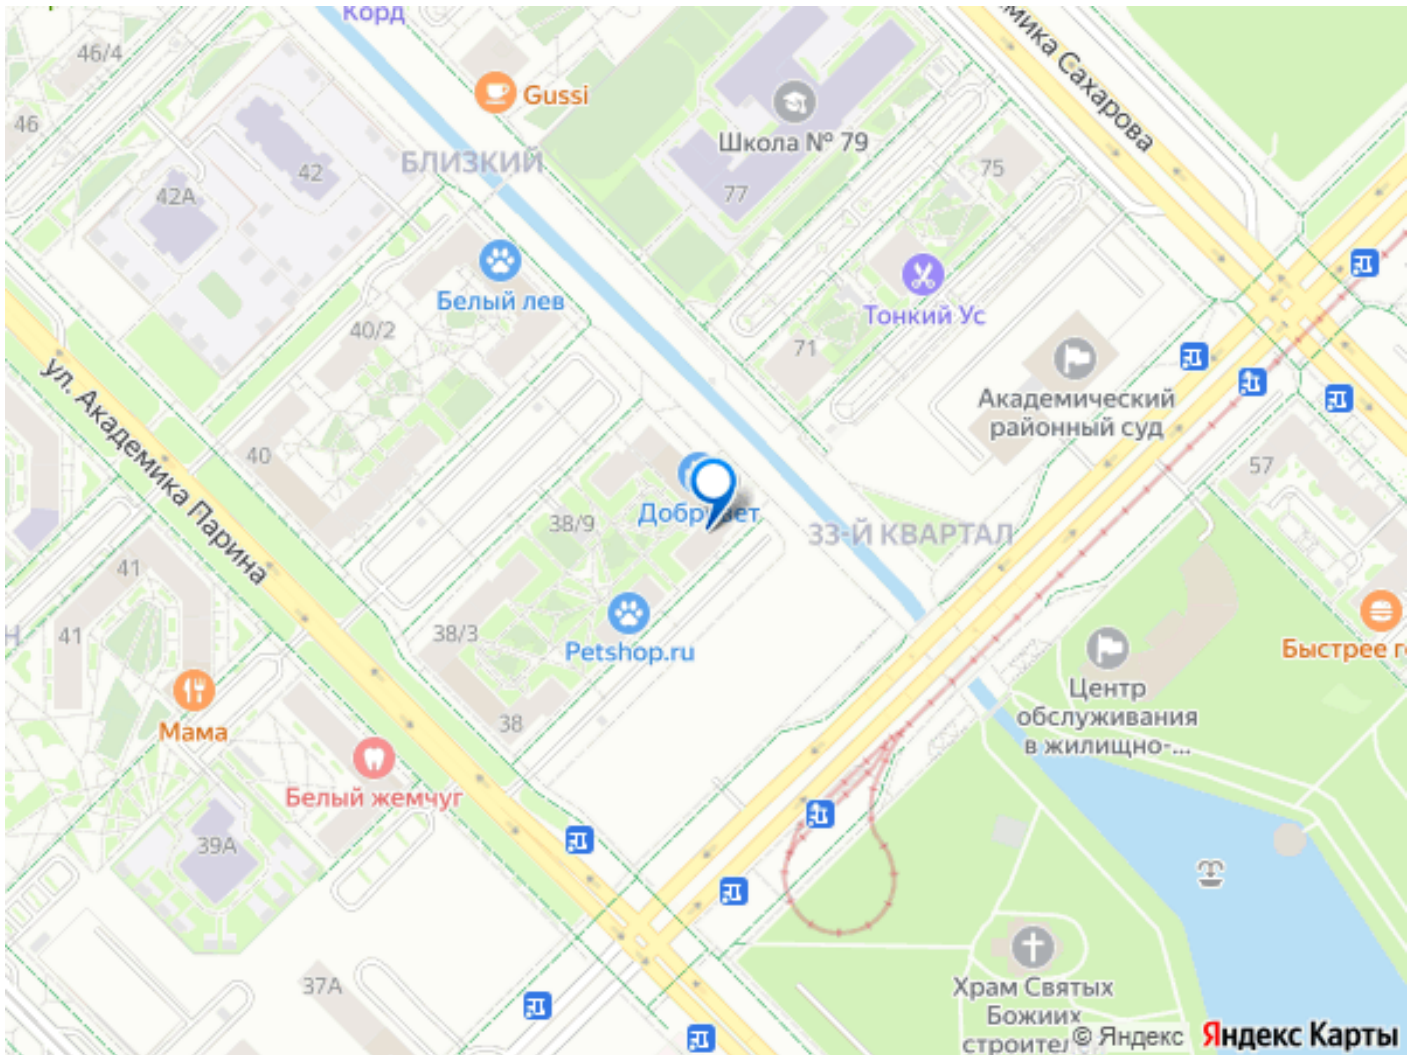 Корд
46/4
Gussi
мика Сахарова
46
Школа № 79
БЛИЗКИЙ
42
75
42А
77
Белый лев
Тонкий Ус
40/2
71
ул. Академика Парина
Академический
районный суд
40
57
38/9
33-Й КВАРТАЛ
41
41
38/3
Petshop.ru
Быстрее г
Центр
обслуживания
в жилищно-...
Мама
38
Белый жемчуг
39А
37А
Храм Святых
Божиих
© Яндекс
Яндекс Карты